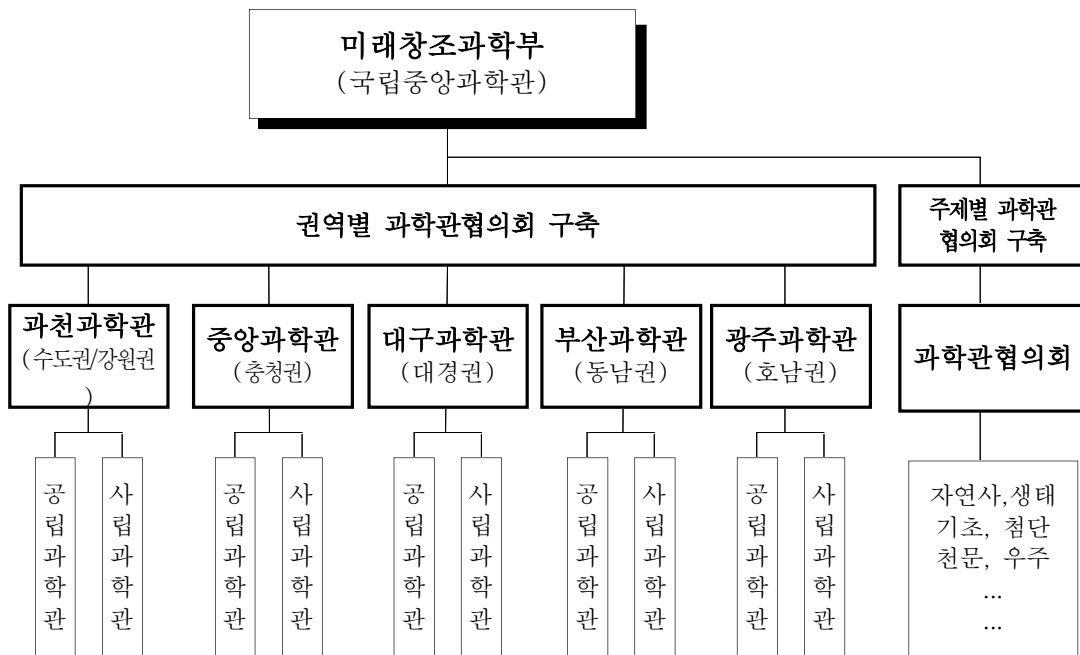 미래창조과학부
(국립중앙과학관)
권역별 과학관협의회 구축
주제별 과학관
협의회 구축
과천과학관
(수도권/강원권
)
중앙과학관
(충청권)
대구과학관
(대경권)
부산과학관
(동남권)
광주과학관
(호남권)
과학관협의회
공립과학관
사립과학관
공립과학관
사립과학관
공립과학관
사립과학관
공립과학관
사립과학관
공립과학관
사립과학관
자연사,생태
기초, 첨단
천문, 우주
...
...